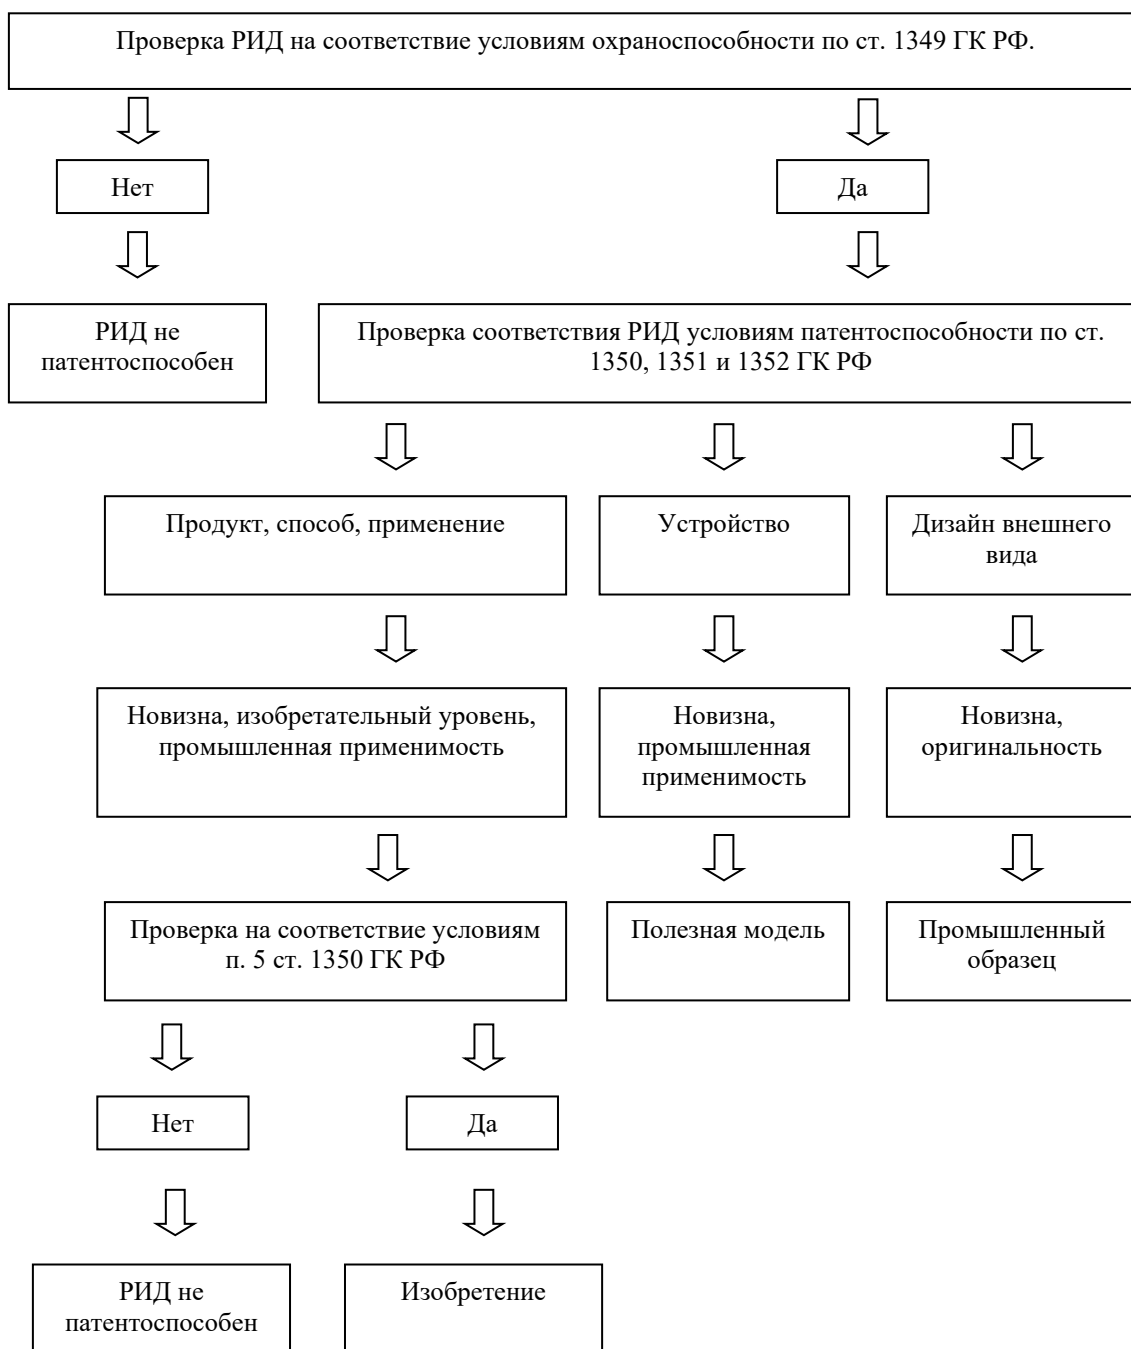 Проверка РИД на соответствие условиям охраноспособности по ст. 1349 ГК РФ.
Нет
Да
РИД не
патентоспособен
Проверка соответствия РИД условиям патентоспособности по ст.
1350, 1351 и 1352 ГК РФ
Продукт, способ, применение
Устройство
Дизайн внешнего
вида
Новизна, изобретательный уровень,
промышленная применимость
Новизна,
промышленная
применимость
Новизна,
оригинальность
Проверка на соответствие условиям
п. 5 ст. 1350 ГК РФ
Полезная модель
Промышленный
образец
Нет
Да
РИД не
патентоспособен
Изобретение